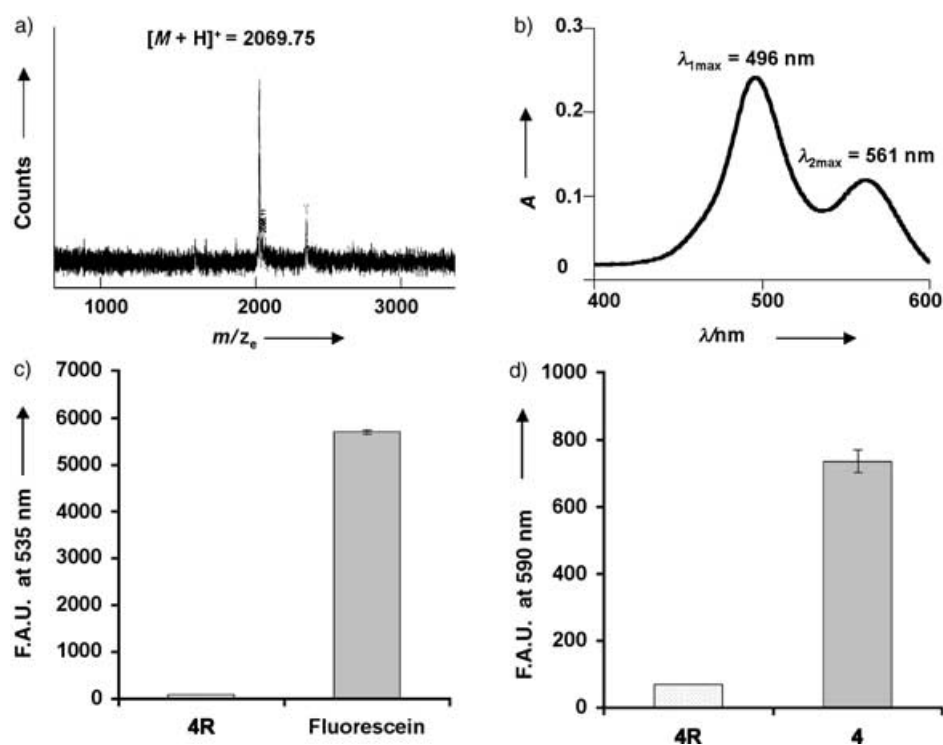 a)
[M + H]⁺ = 2069.75
Counts
1000 2000 3000
m/zₑ
b)
0.3
λ1max = 496 nm
0.2
λ2max = 561 nm
A
0.1
0
400 500 600
λ/nm
c)
7000
6000
5000
4000
3000
2000
1000
0
F.A.U. at 535 nm
4R Fluorescein
d)
1000
800
600
400
200
0
F.A.U. at 590 nm
4R 4